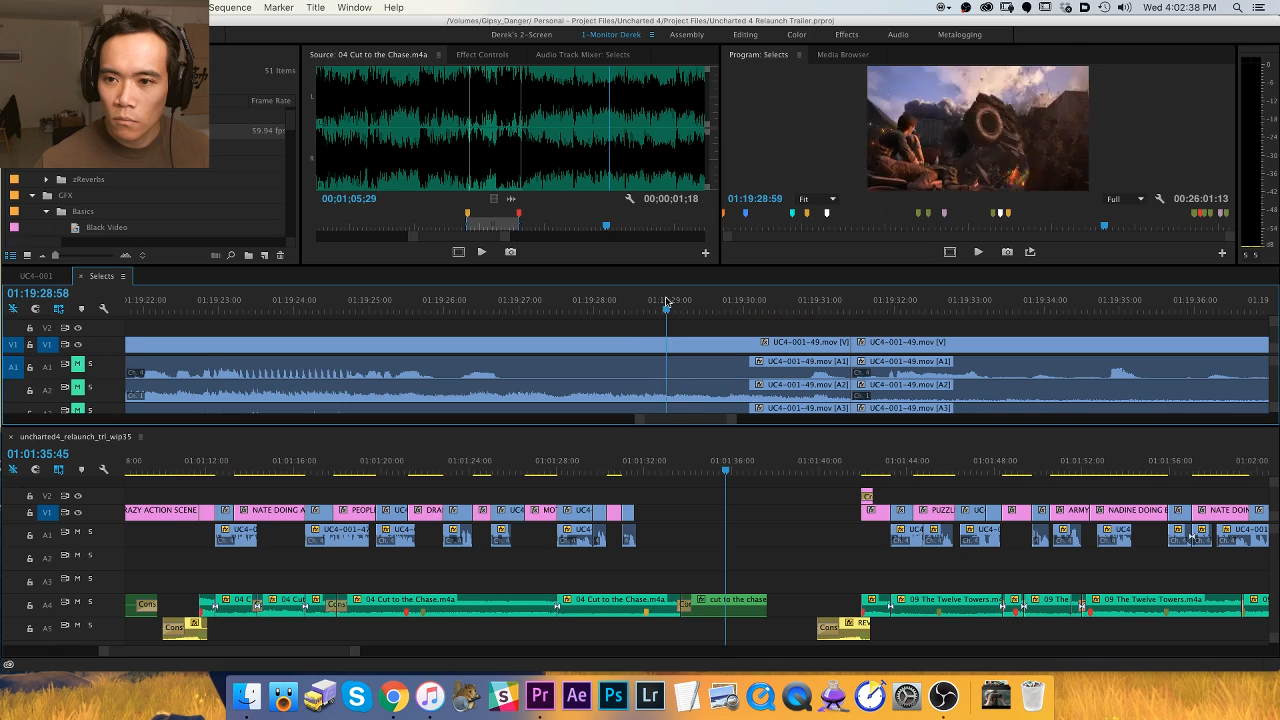 Sequence Marker Title Window Help Wed 4:02:38 PM
/Volumes/Gipsy_Danger/ Personal - Project Files/Uncharted 4/Project Files/Uncharted 4 Relaunch Trailer.prproj
Derek's 2-Screen 1-Monitor Derek Assembly Editing Color Effects Audio Metalogging
Source: 04 Cut to the Chase.m4a Effect Controls Audio Track Mixer: Selects Program: Selects Media Browser
51 Items
Frame Rate
59.94 fps
L
R
zReverbs
GFX
Basics
Black Video
00;01;05;29 00;00;01;18
01:19:28:59 Fit Full 00:26:01:13
UC4-001 Selects
01:19:28:58
01:19:22:00 01:19:23:00 01:19:24:00 01:19:25:00 01:19:26:00 01:19:27:00 01:19:28:00 01:19:29:00 01:19:30:00 01:19:31:00 01:19:32:00 01:19:33:00 01:19:34:00 01:19:35:00 01:19:36:00 01:19
V2
V1 V1 UC4-001-49.mov [V] UC4-001-49.mov [V]
A1 A1 M S Ch. 4 UC4-001-49.mov [A1] UC4-001-49.mov [A1] Ch. 4
A2 M S Ch. 1 UC4-001-49.mov [A2] UC4-001-49.mov [A2] Ch. 1
M S UC4-001-49.mov [A3] UC4-001-49.mov [A3]
uncharted4_relaunch_trl_wip35
01:01:35:45
8:00 01:01:12:00 01:01:16:00 01:01:20:00 01:01:24:00 01:01:28:00 01:01:32:00 01:01:36:00 01:01:40:00 01:01:44:00 01:01:48:00 01:01:52:00 01:01:56:00 01:02:00
V2
V1 RAZY ACTION SCENE NATE DOING A PEOPLE UC4 DRA UC4 MOT UC4- PUZZL UC ARMY NADINE DOING NATE DOIN
A1 M S UC4-0 UC4-001-47 UC4- UC4 UC4- UC4 UC4-0 UC4 UC4-001
A2 M S
A3 M S
A4 M S Cons 04 C 04 Cut Cons 04 Cut to the Chase.m4a 04 Cut to the Chase.m4a Co cut to the chase 09 The Twelve Towers.m 09 The 09 The Twelve Towers.m4a
A5 M S Cons Cons REV
Pr Ae Ps Lr